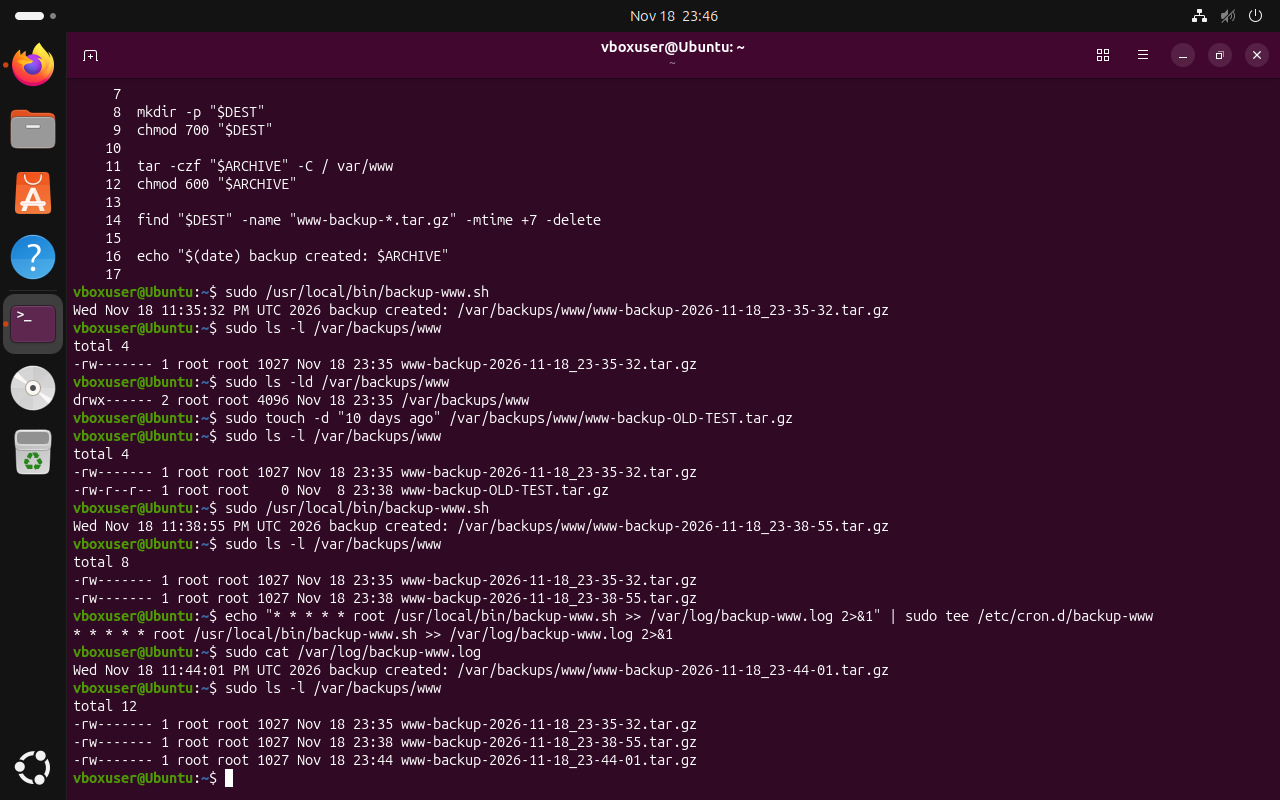 Nov 18 23:46
vboxuser@Ubuntu: ~
~
7
8 mkdir -p "$DEST"
9 chmod 700 "$DEST"
10
11 tar -czf "$ARCHIVE" -C / var/www
12 chmod 600 "$ARCHIVE"
13
14 find "$DEST" -name "www-backup-*.tar.gz" -mtime +7 -delete
15
16 echo "$(date) backup created: $ARCHIVE"
17
vboxuser@Ubuntu:~$ sudo /usr/local/bin/backup-www.sh
Wed Nov 18 11:35:32 PM UTC 2026 backup created: /var/backups/www/www-backup-2026-11-18_23-35-32.tar.gz
vboxuser@Ubuntu:~$ sudo ls -l /var/backups/www
total 4
-rw------- 1 root root 1027 Nov 18 23:35 www-backup-2026-11-18_23-35-32.tar.gz
vboxuser@Ubuntu:~$ sudo ls -ld /var/backups/www
drwx------ 2 root root 4096 Nov 18 23:35 /var/backups/www
vboxuser@Ubuntu:~$ sudo touch -d "10 days ago" /var/backups/www/www-backup-OLD-TEST.tar.gz
vboxuser@Ubuntu:~$ sudo ls -l /var/backups/www
total 4
-rw------- 1 root root 1027 Nov 18 23:35 www-backup-2026-11-18_23-35-32.tar.gz
-rw-r--r-- 1 root root    0 Nov  8 23:38 www-backup-OLD-TEST.tar.gz
vboxuser@Ubuntu:~$ sudo /usr/local/bin/backup-www.sh
Wed Nov 18 11:38:55 PM UTC 2026 backup created: /var/backups/www/www-backup-2026-11-18_23-38-55.tar.gz
vboxuser@Ubuntu:~$ sudo ls -l /var/backups/www
total 8
-rw------- 1 root root 1027 Nov 18 23:35 www-backup-2026-11-18_23-35-32.tar.gz
-rw------- 1 root root 1027 Nov 18 23:38 www-backup-2026-11-18_23-38-55.tar.gz
vboxuser@Ubuntu:~$ echo "* * * * * root /usr/local/bin/backup-www.sh >> /var/log/backup-www.log 2>&1" | sudo tee /etc/cron.d/backup-www
* * * * * root /usr/local/bin/backup-www.sh >> /var/log/backup-www.log 2>&1
vboxuser@Ubuntu:~$ sudo cat /var/log/backup-www.log
Wed Nov 18 11:44:01 PM UTC 2026 backup created: /var/backups/www/www-backup-2026-11-18_23-44-01.tar.gz
vboxuser@Ubuntu:~$ sudo ls -l /var/backups/www
total 12
-rw------- 1 root root 1027 Nov 18 23:35 www-backup-2026-11-18_23-35-32.tar.gz
-rw------- 1 root root 1027 Nov 18 23:38 www-backup-2026-11-18_23-38-55.tar.gz
-rw------- 1 root root 1027 Nov 18 23:44 www-backup-2026-11-18_23-44-01.tar.gz
vboxuser@Ubuntu:~$